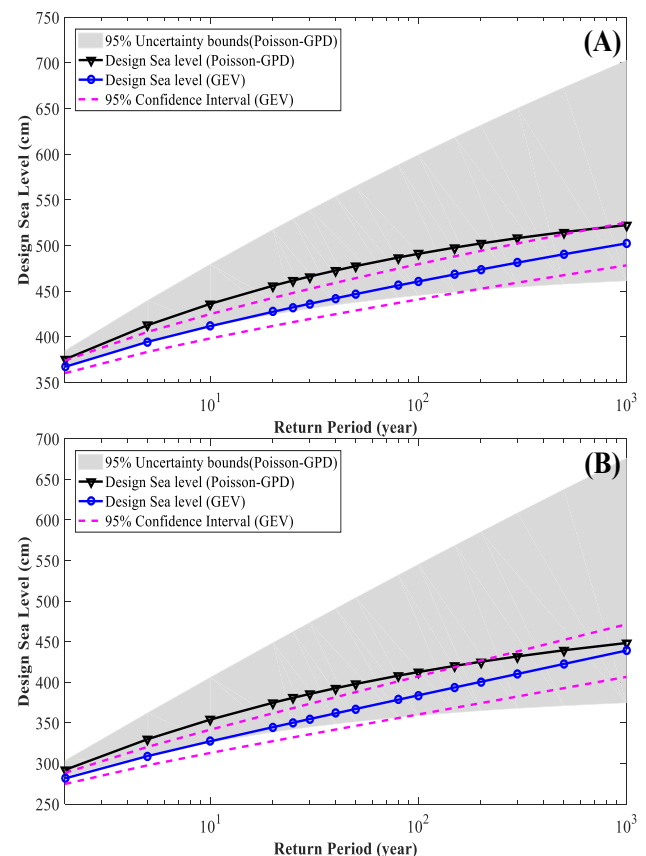 750
700
650
600
550
500
450
400
350
Design Sea Level (cm)
(A)
95% Uncertainty bounds(Poisson-GPD)
Design Sea level (Poisson-GPD)
Design Sea level (GEV)
95% Confidence Interval (GEV)
10^1
10^2
10^3
Return Period (year)
700
650
600
550
500
450
400
350
300
250
Design Sea Level (cm)
(B)
95% Uncertainty bounds(Poisson-GPD)
Design Sea level (Poisson-GPD)
Design Sea level (GEV)
95% Confidence Interval (GEV)
10^1
10^2
10^3
Return Period (year)